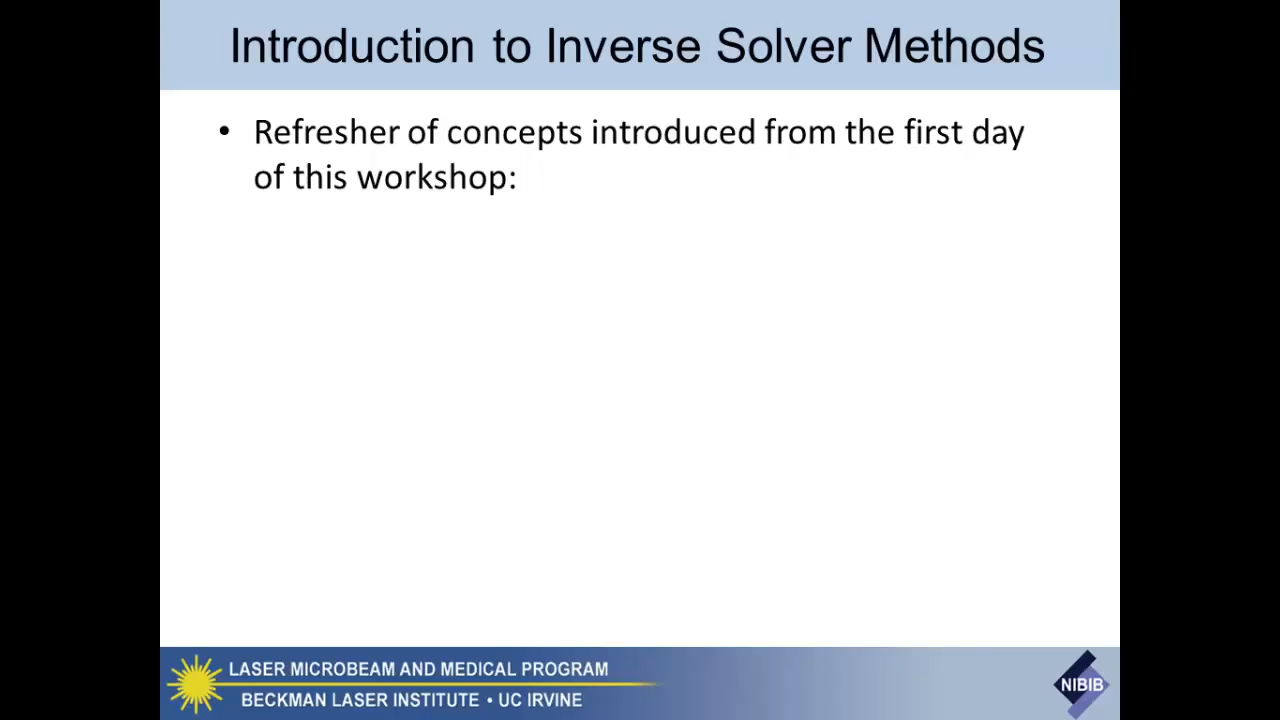 Introduction to Inverse Solver Methods
• Refresher of concepts introduced from the first day
of this workshop:
LASER MICROBEAM AND MEDICAL PROGRAM
BECKMAN LASER INSTITUTE • UC IRVINE
NIBIB